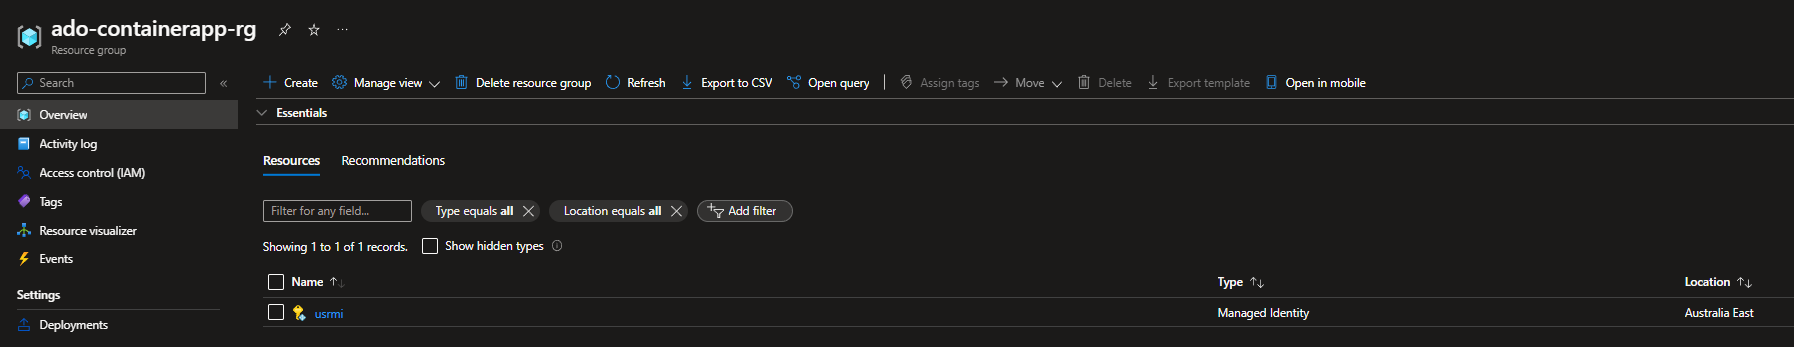 ado-containerapp-rg ...
Resource group
Search «
Create Manage view Delete resource group Refresh Export to CSV Open query Assign tags Move Delete Export template Open in mobile
Essentials
Overview
Activity log
Access control (IAM)
Tags
Resource visualizer
Events
Settings
Deployments
Resources Recommendations
Filter for any field... Type equals all Location equals all Add filter
Showing 1 to 1 of 1 records. Show hidden types
Name Type Location
usrmi Managed Identity Australia East